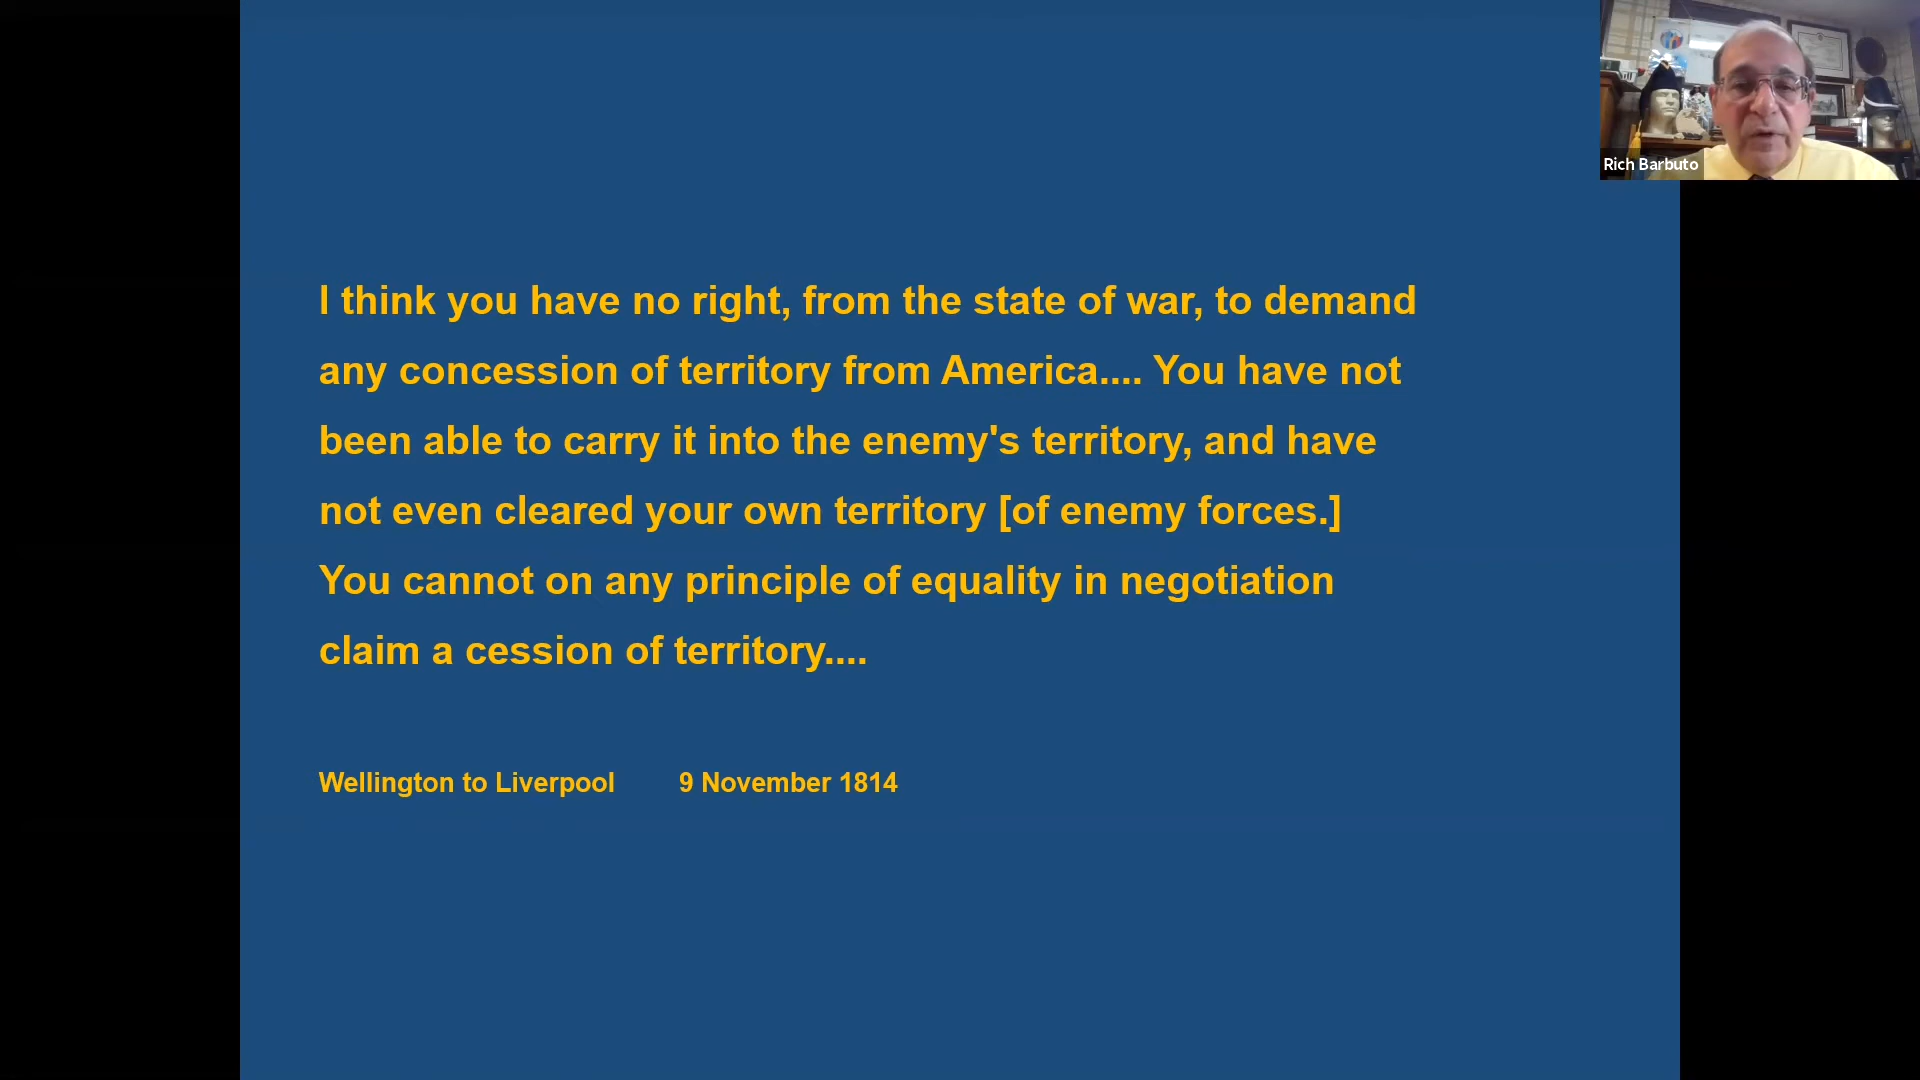 I think you have no right, from the state of war, to demand
any concession of territory from America.... You have not
been able to carry it into the enemy's territory, and have
not even cleared your own territory [of enemy forces.]
You cannot on any principle of equality in negotiation
claim a cession of territory....
Wellington to Liverpool 9 November 1814
Rich Barbuto